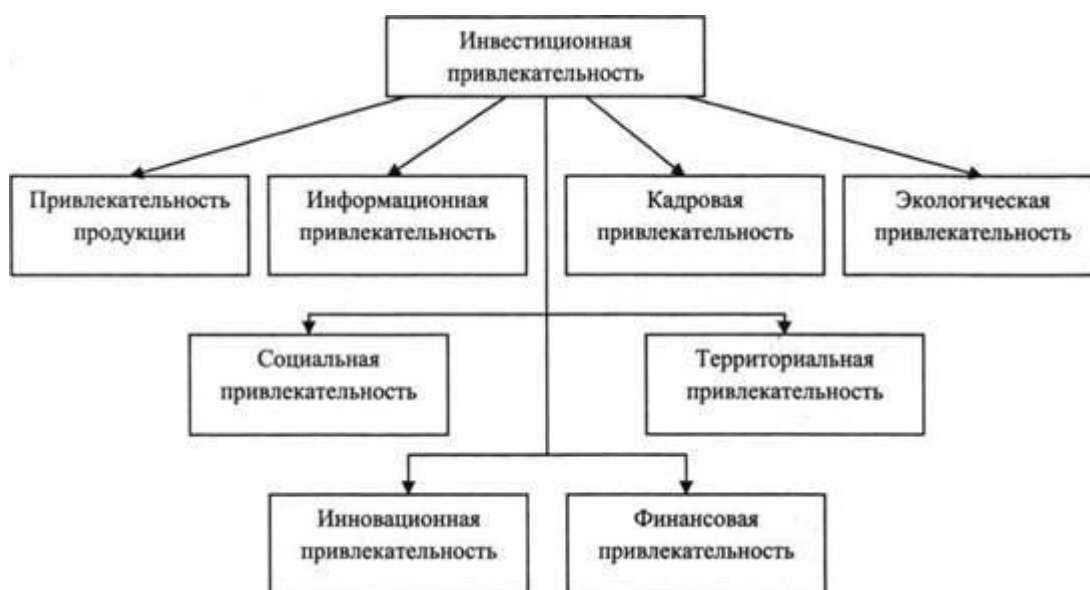 Инвестиционная
привлекательность
Привлекательность
продукции
Информационная
привлекательность
Кадровая
привлекательность
Экологическая
привлекательность
Социальная
привлекательность
Территориальная
привлекательность
Инновационная
привлекательность
Финансовая
привлекательность